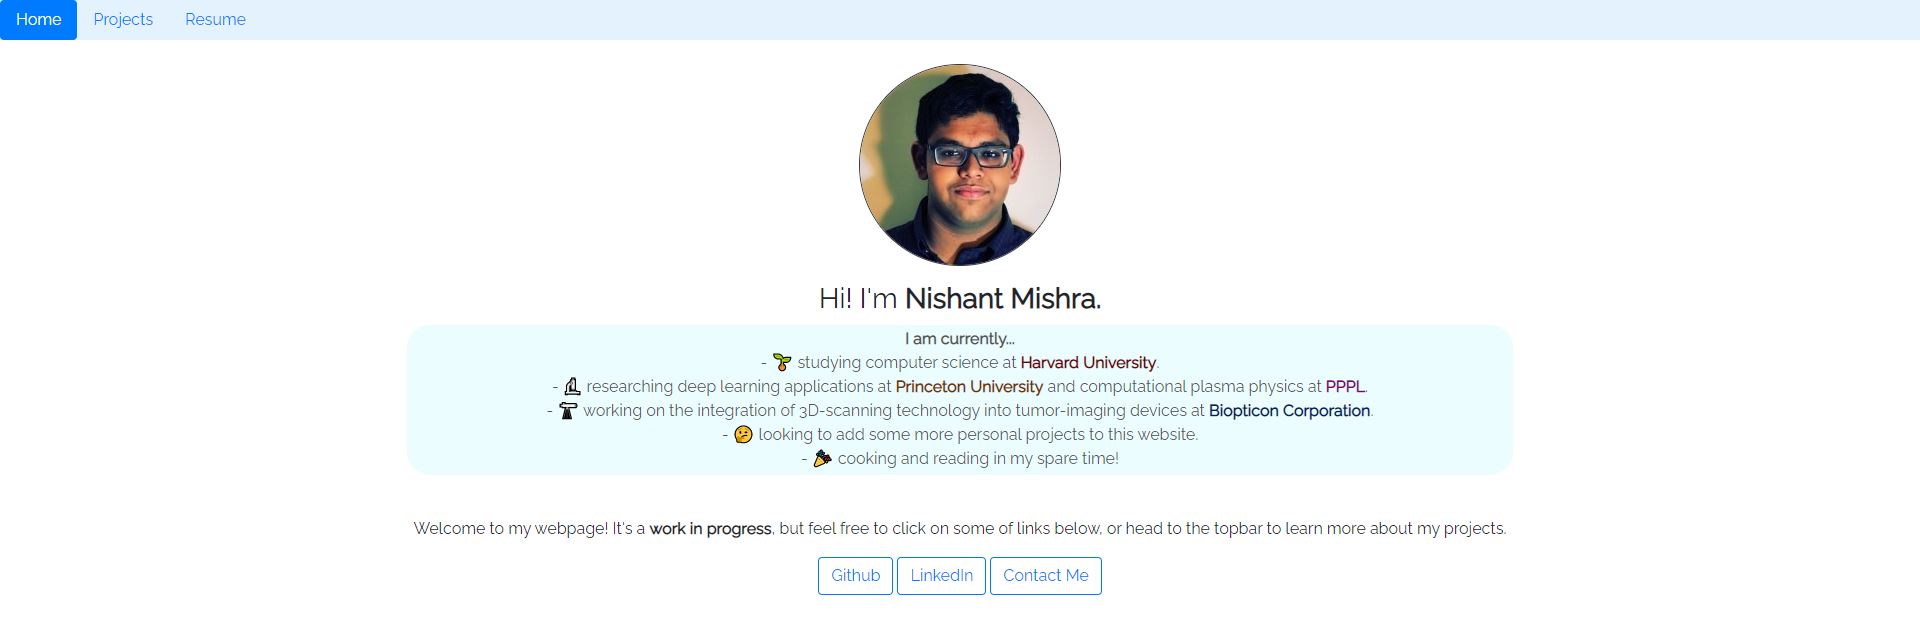 Home Projects Resume
Hi! I'm Nishant Mishra.
I am currently...
- 🌱 studying computer science at Harvard University.
- 🔬 researching deep learning applications at Princeton University and computational plasma physics at PPPL.
- 🔭 working on the integration of 3D-scanning technology into tumor-imaging devices at Biopticon Corporation.
- 🤔 looking to add some more personal projects to this website.
- 🎉 cooking and reading in my spare time!
Welcome to my webpage! It's a work in progress, but feel free to click on some of links below, or head to the topbar to learn more about my projects.
Github LinkedIn Contact Me